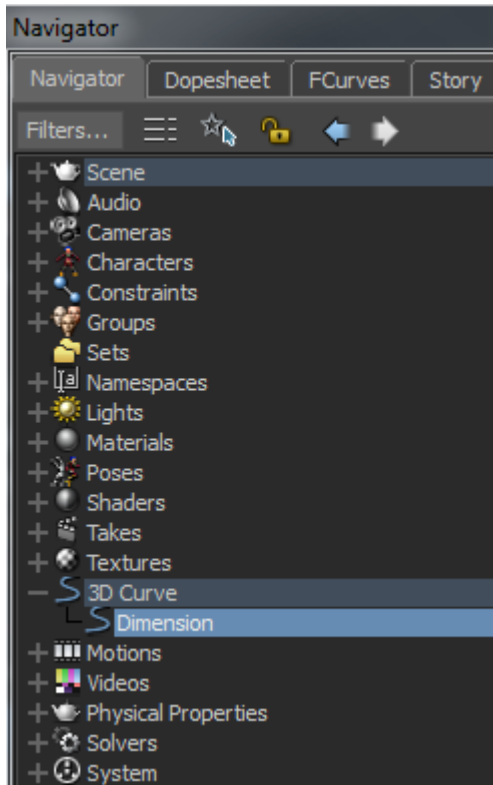 Navigator
Navigator Dopesheet FCurves Story
Filters...
Scene
Audio
Cameras
Characters
Constraints
Groups
Sets
Namespaces
Lights
Materials
Poses
Shaders
Takes
Textures
3D Curve
Dimension
Motions
Videos
Physical Properties
Solvers
System